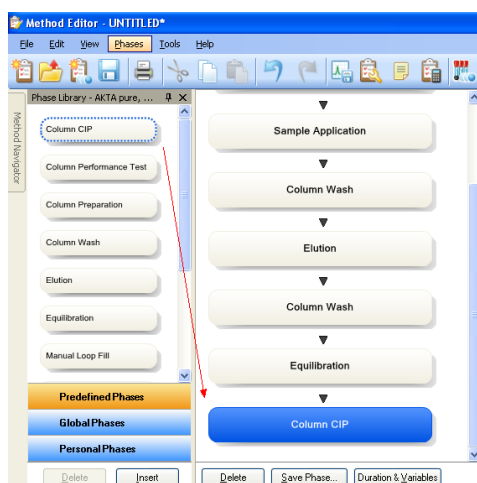 Method Editor - UNTITLED*
File Edit View Phases Tools Help
Phase Library - AKTA pure, ...
Method Navigator
Column CIP
Column Performance Test
Column Preparation
Column Wash
Elution
Equilibration
Manual Loop Fill
Predefined Phases
Global Phases
Personal Phases
Delete Insert
Sample Application
Column Wash
Elution
Column Wash
Equilibration
Column CIP
Delete Save Phase... Duration & Variables